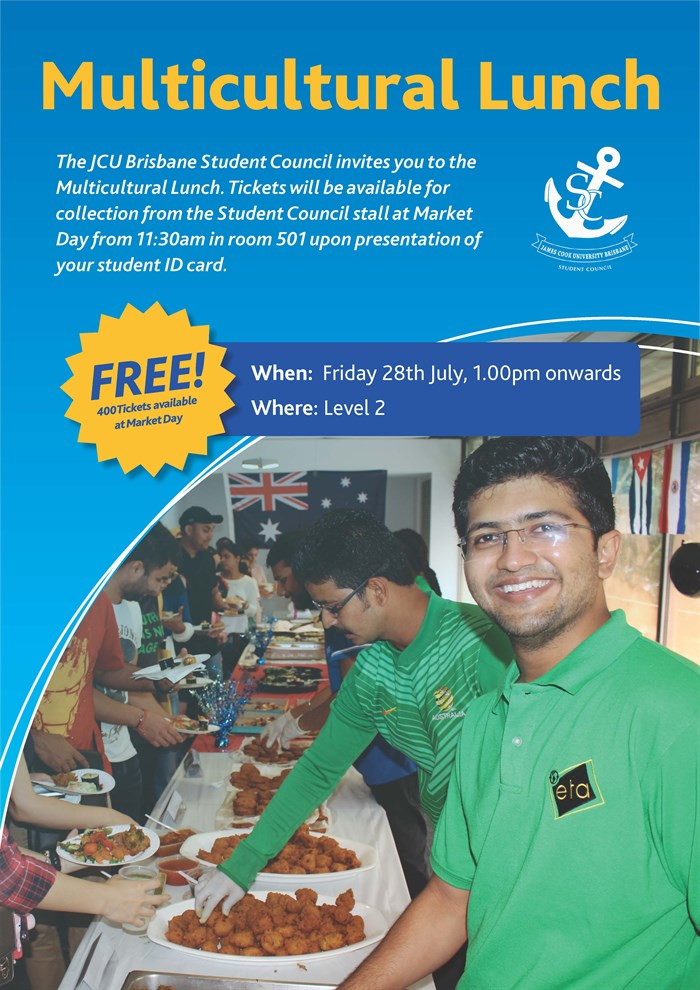 Multicultural Lunch
The JCU Brisbane Student Council invites you to the
Multicultural Lunch. Tickets will be available for
collection from the Student Council stall at Market
Day from 11:30am in room 501 upon presentation of
your student ID card.
SC
JAMES COOK UNIVERSITY BRISBANE
STUDENT COUNCIL
FREE!
400 Tickets available
at Market Day
When: Friday 28th July, 1.00pm onwards
Where: Level 2
AUSTRALIA
eta